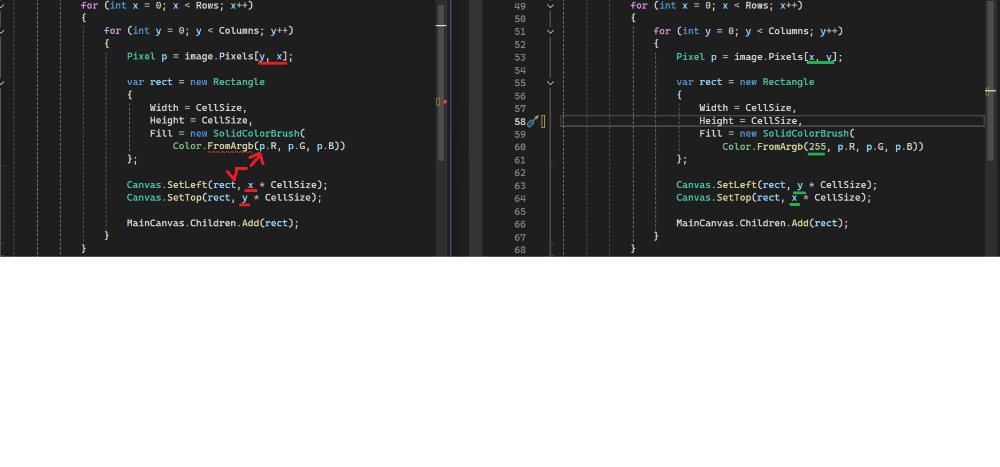 for (int x = 0; x < Rows; x++)
{
for (int y = 0; y < Columns; y++)
{
Pixel p = image.Pixels[y, x];
var rect = new Rectangle
{
Width = CellSize,
Height = CellSize,
Fill = new SolidColorBrush(
Color.FromArgb(p.R, p.G, p.B))
};
Canvas.SetLeft(rect, x * CellSize);
Canvas.SetTop(rect, y * CellSize);
MainCanvas.Children.Add(rect);
}
}
49 for (int x = 0; x < Rows; x++)
50 {
51 for (int y = 0; y < Columns; y++)
52 {
53 Pixel p = image.Pixels[x, y];
54
55 var rect = new Rectangle
56 {
57 Width = CellSize,
58 Height = CellSize,
59 Fill = new SolidColorBrush(
60 Color.FromArgb(255, p.R, p.G, p.B))
61 };
62
63 Canvas.SetLeft(rect, y * CellSize);
64 Canvas.SetTop(rect, x * CellSize);
65
66 MainCanvas.Children.Add(rect);
67 }
68 }